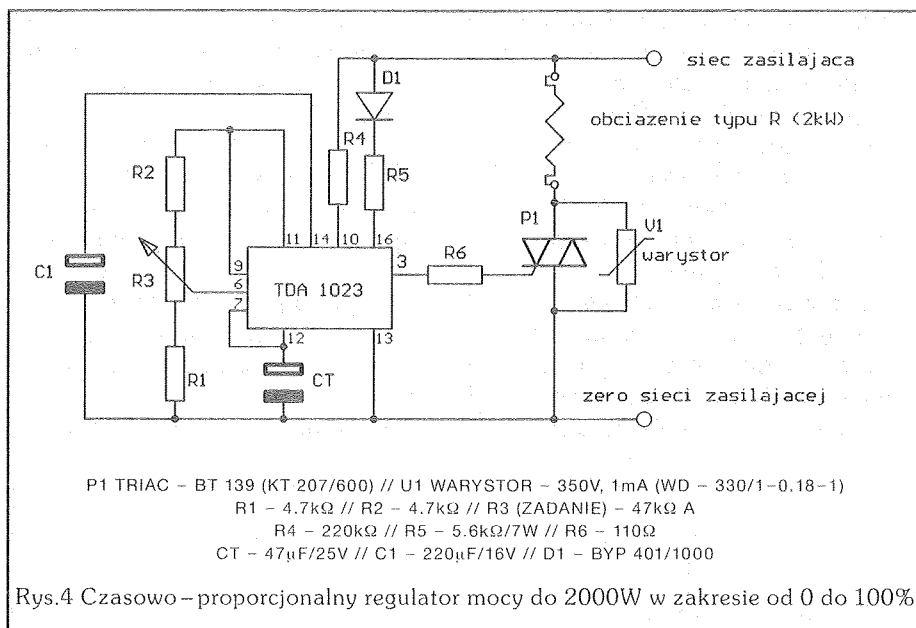 siec zasilajaca
D1
R4
obciazenie typu R (2kW)
R2
R5
P1
U1
11 14 10 16
warystor
C1
R3
9
6
7
TDA 1023
3
R6
12
13
R1
CT
zero sieci zasilajacej
P1 TRIAC – BT 139 (KT 207/600) // U1 WARYSTOR – 350V, 1mA (WD – 330/1–0.18–1)
R1 – 4.7kΩ // R2 – 4.7kΩ // R3 (ZADANIE) – 47kΩ A
R4 – 220kΩ // R5 – 5.6kΩ/7W // R6 – 110Ω
CT – 47µF/25V // C1 – 220µF/16V // D1 – BYP 401/1000
Rys.4 Czasowo–proporcjonalny regulator mocy do 2000W w zakresie od 0 do 100%